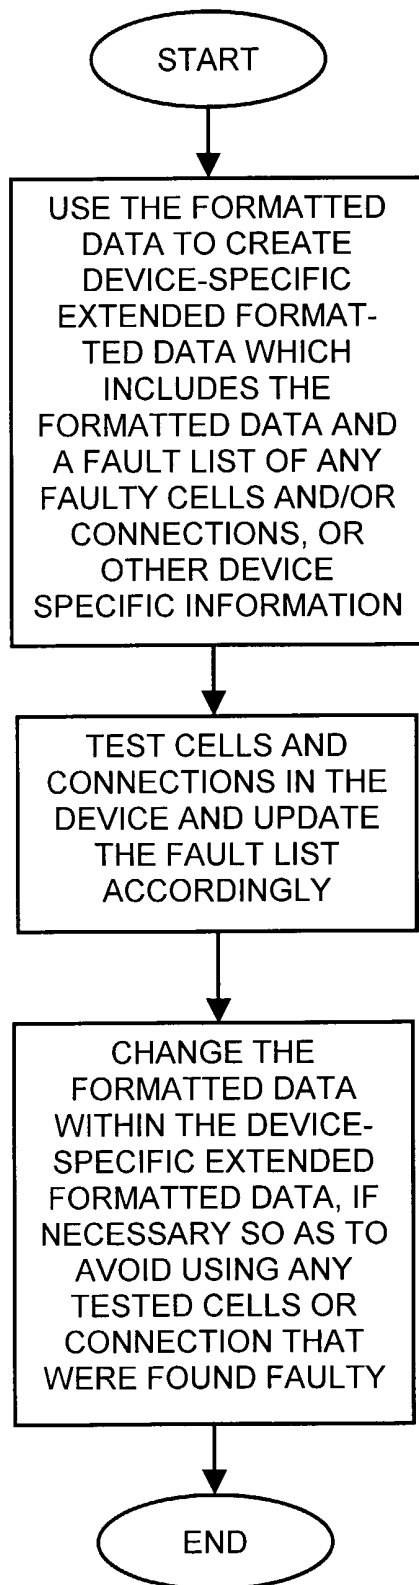 START
USE THE FORMATTED
DATA TO CREATE
DEVICE-SPECIFIC
EXTENDED FORMAT-
TED DATA WHICH
INCLUDES THE
FORMATTED DATA AND
A FAULT LIST OF ANY
FAULTY CELLS AND/OR
CONNECTIONS, OR
OTHER DEVICE
SPECIFIC INFORMATION
TEST CELLS AND
CONNECTIONS IN THE
DEVICE AND UPDATE
THE FAULT LIST
ACCORDINGLY
CHANGE THE
FORMATTED DATA
WITHIN THE DEVICE-
SPECIFIC EXTENDED
FORMATTED DATA, IF
NECESSARY SO AS TO
AVOID USING ANY
TESTED CELLS OR
CONNECTION THAT
WERE FOUND FAULTY
END